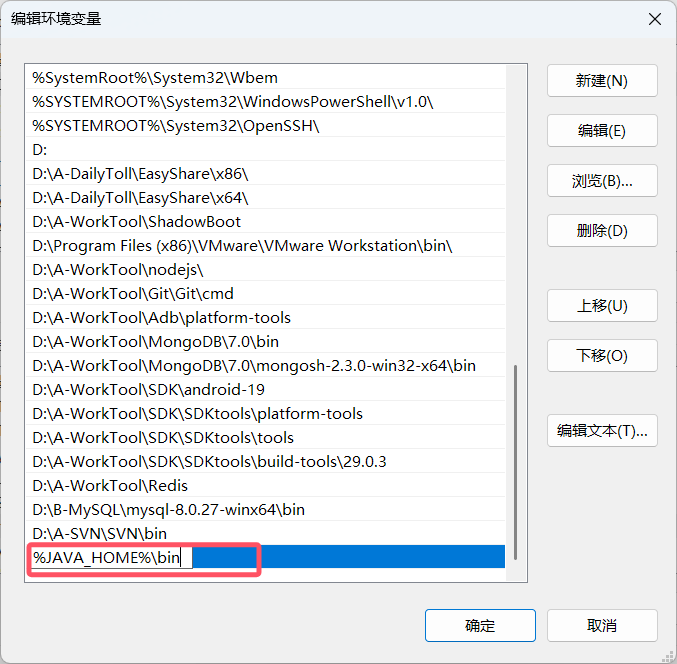 编辑环境变量
%SystemRoot%\System32\Wbem
%SYSTEMROOT%\System32\WindowsPowerShell\v1.0\
%SYSTEMROOT%\System32\OpenSSH\
D:
D:\A-DailyToll\EasyShare\x86\
D:\A-DailyToll\EasyShare\x64\
D:\A-WorkTool\ShadowBoot
D:\Program Files (x86)\VMware\VMware Workstation\bin\
D:\A-WorkTool\nodejs\
D:\A-WorkTool\Git\Git\cmd
D:\A-WorkTool\Adb\platform-tools
D:\A-WorkTool\MongoDB\7.0\bin
D:\A-WorkTool\MongoDB\7.0\mongosh-2.3.0-win32-x64\bin
D:\A-WorkTool\SDK\android-19
D:\A-WorkTool\SDK\SDKtools\platform-tools
D:\A-WorkTool\SDK\SDKtools\tools
D:\A-WorkTool\SDK\SDKtools\build-tools\29.0.3
D:\A-WorkTool\Redis
D:\B-MySQL\mysql-8.0.27-winx64\bin
D:\A-SVN\SVN\bin
%JAVA_HOME%\bin
新建(N)
编辑(E)
浏览(B)...
删除(D)
上移(U)
下移(O)
编辑文本(T)...
确定
取消